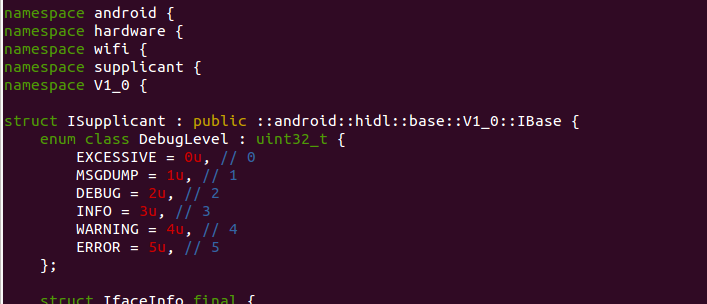 namespace android {
namespace hardware {
namespace wifi {
namespace supplicant {
namespace V1_0 {
struct ISupplicant : public ::android::hidl::base::V1_0::IBase {
    enum class DebugLevel : uint32_t {
        EXCESSIVE = 0u, // 0
        MSGDUMP = 1u, // 1
        DEBUG = 2u, // 2
        INFO = 3u, // 3
        WARNING = 4u, // 4
        ERROR = 5u, // 5
    };
    struct IfaceInfo final {